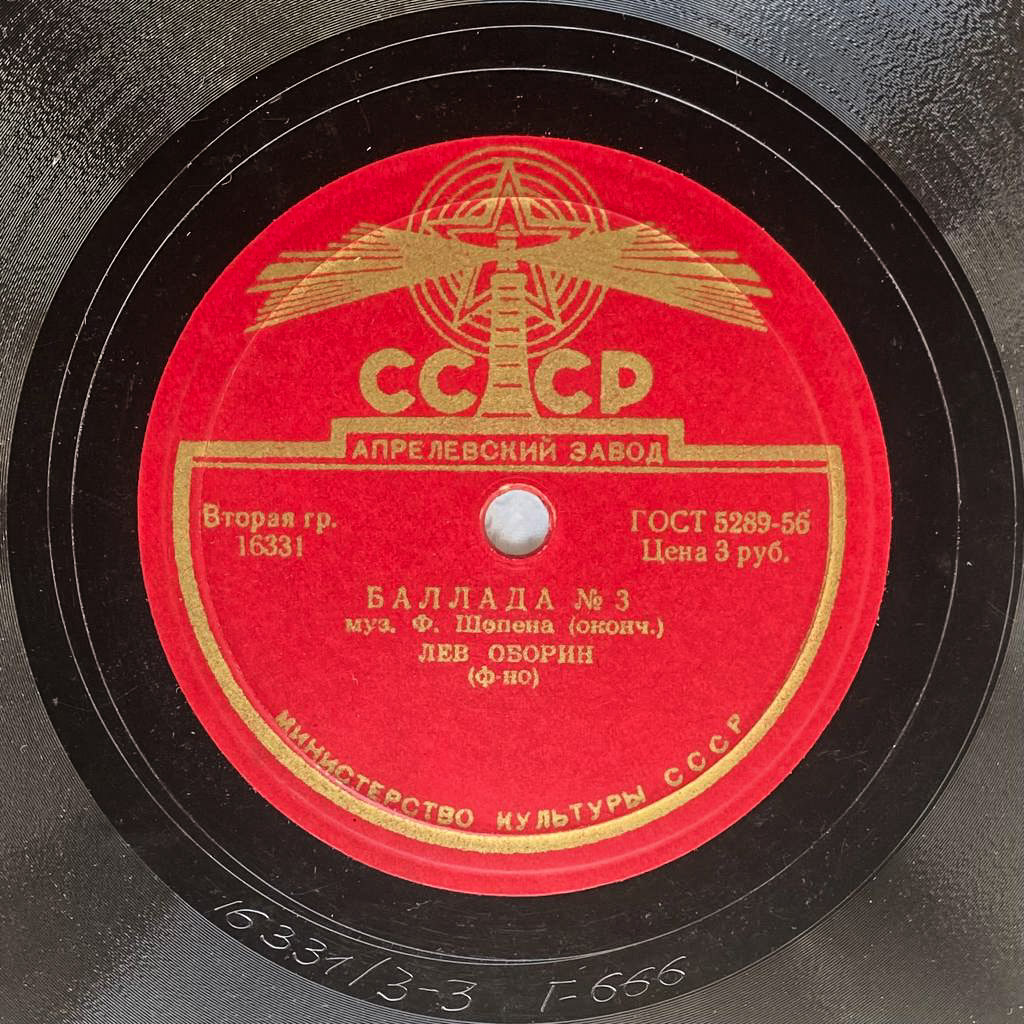 СССР
АПРЕЛЕВСКИЙ ЗАВОД
Вторая гр.
16331
ГОСТ 5289-56
Цена 3 руб.
БАЛЛАДА № 3
муз. Ф. Шопена (оконч.)
ЛЕВ ОБОРИН
(ф-но)
МИНИСТЕРСТВО КУЛЬТУРЫ СССР
16331/3-3 Г-666